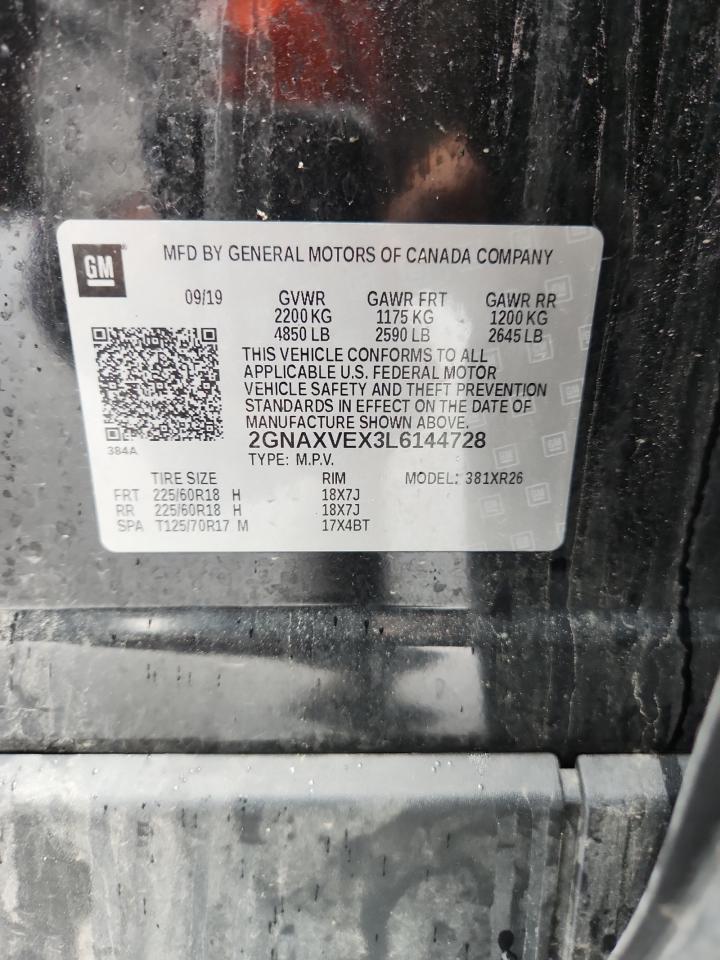 GM
MFD BY GENERAL MOTORS OF CANADA COMPANY
09/19 GVWR GAWR FRT GAWR RR
2200 KG 1175 KG 1200 KG
4850 LB 2590 LB 2645 LB
THIS VEHICLE CONFORMS TO ALL
APPLICABLE U.S. FEDERAL MOTOR
VEHICLE SAFETY AND THEFT PREVENTION
STANDARDS IN EFFECT ON THE DATE OF
MANUFACTURE SHOWN ABOVE.
2GNAXVEX3L6144728
384A
TYPE: M.P.V.
TIRE SIZE RIM MODEL: 381XR26
FRT 225/60R18 H 18X7J
RR 225/60R18 H 18X7J
SPA T125/70R17 M 17X4BT